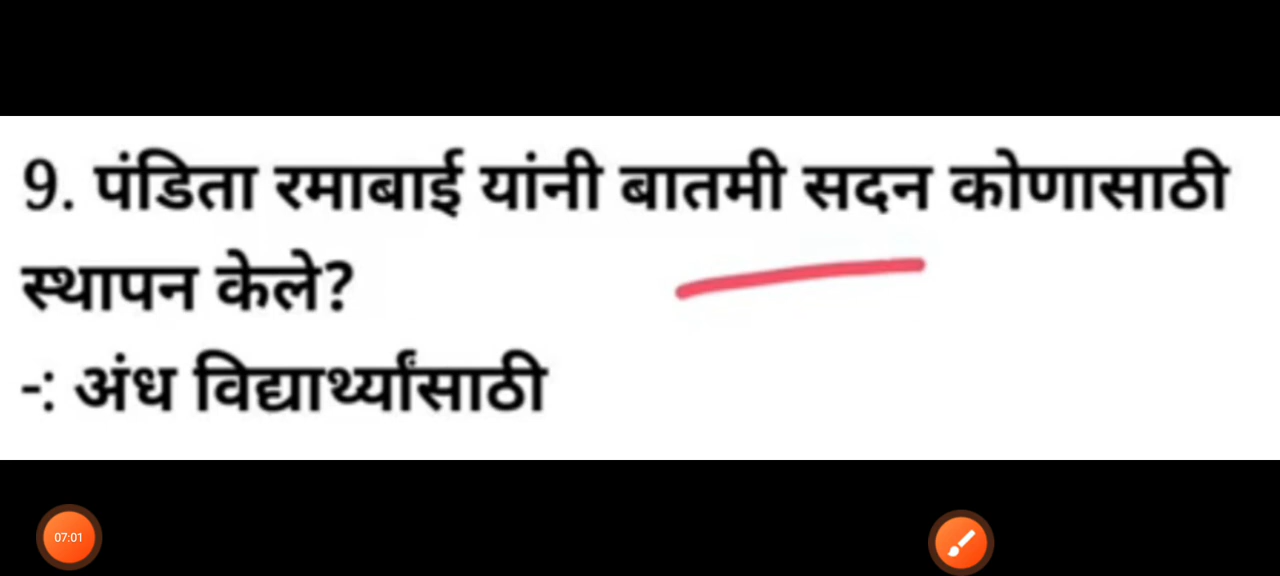 9. पंडिता रमाबाई यांनी बातमी सदन कोणासाठी
स्थापन केले?
-: अंध विद्यार्थ्यांसाठी
07:01